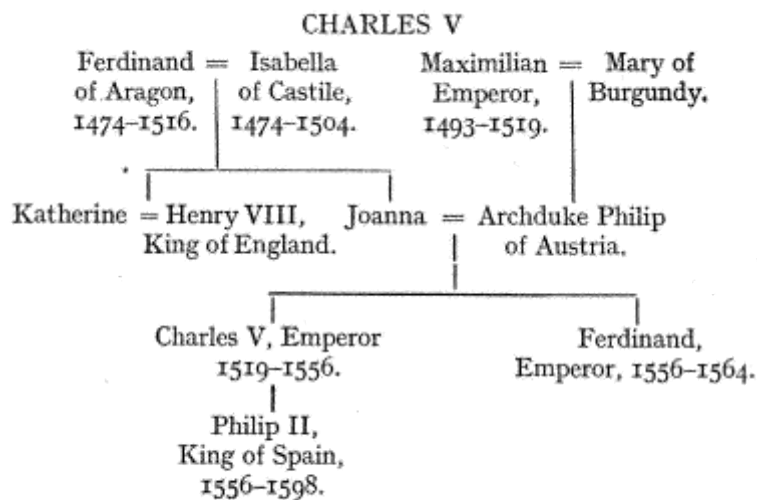 CHARLES V
Ferdinand = Isabella Maximilian = Mary of
of Aragon, of Castile, Emperor, Burgundy.
1474–1516. 1474–1504. 1493–1519.
Katherine = Henry VIII, Joanna = Archduke Philip
King of England. of Austria.
Charles V, Emperor Ferdinand,
1519–1556. Emperor, 1556–1564.
Philip II,
King of Spain,
1556–1598.